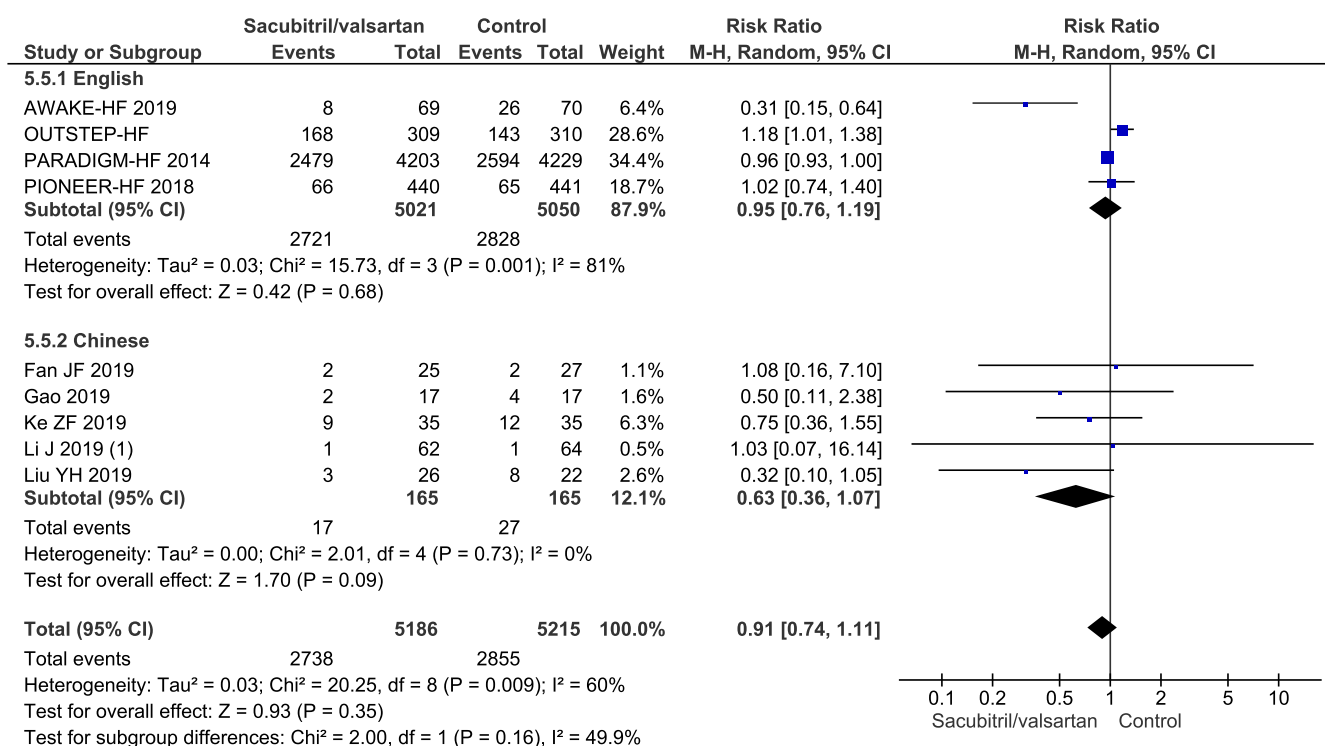 Sacubitril/valsartan Control Risk Ratio Risk Ratio
Study or Subgroup Events Total Events Total Weight M-H, Random, 95% CI M-H, Random, 95% CI
5.5.1 English
AWAKE-HF 2019 8 69 26 70 6.4% 0.31 [0.15, 0.64]
OUTSTEP-HF 168 309 143 310 28.6% 1.18 [1.01, 1.38]
PARADIGM-HF 2014 2479 4203 2594 4229 34.4% 0.96 [0.93, 1.00]
PIONEER-HF 2018 66 440 65 441 18.7% 1.02 [0.74, 1.40]
Subtotal (95% CI) 5021 5050 87.9% 0.95 [0.76, 1.19]
Total events 2721 2828
Heterogeneity: Tau² = 0.03; Chi² = 15.73, df = 3 (P = 0.001); I² = 81%
Test for overall effect: Z = 0.42 (P = 0.68)
5.5.2 Chinese
Fan JF 2019 2 25 2 27 1.1% 1.08 [0.16, 7.10]
Gao 2019 2 17 4 17 1.6% 0.50 [0.11, 2.38]
Ke ZF 2019 9 35 12 35 6.3% 0.75 [0.36, 1.55]
Li J 2019 (1) 1 62 1 64 0.5% 1.03 [0.07, 16.14]
Liu YH 2019 3 26 8 22 2.6% 0.32 [0.10, 1.05]
Subtotal (95% CI) 165 165 12.1% 0.63 [0.36, 1.07]
Total events 17 27
Heterogeneity: Tau² = 0.00; Chi² = 2.01, df = 4 (P = 0.73); I² = 0%
Test for overall effect: Z = 1.70 (P = 0.09)
Total (95% CI) 5186 5215 100.0% 0.91 [0.74, 1.11]
Total events 2738 2855
Heterogeneity: Tau² = 0.03; Chi² = 20.25, df = 8 (P = 0.009); I² = 60%
Test for overall effect: Z = 0.93 (P = 0.35)
Test for subgroup differences: Chi² = 2.00, df = 1 (P = 0.16), I² = 49.9%
0.1 0.2 0.5 1 2 5 10
Sacubitril/valsartan Control